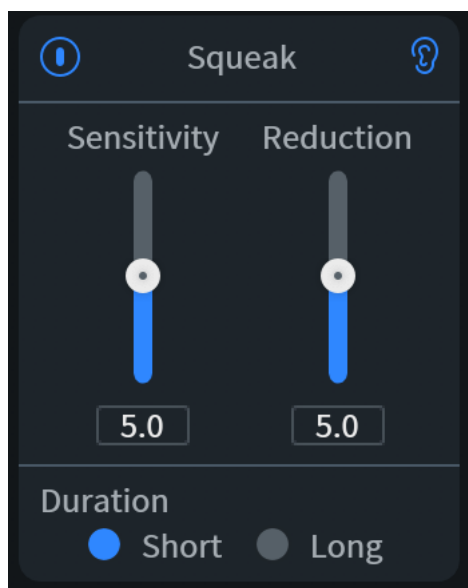 Squeak
Sensitivity Reduction
5.0 5.0
Duration
Short Long